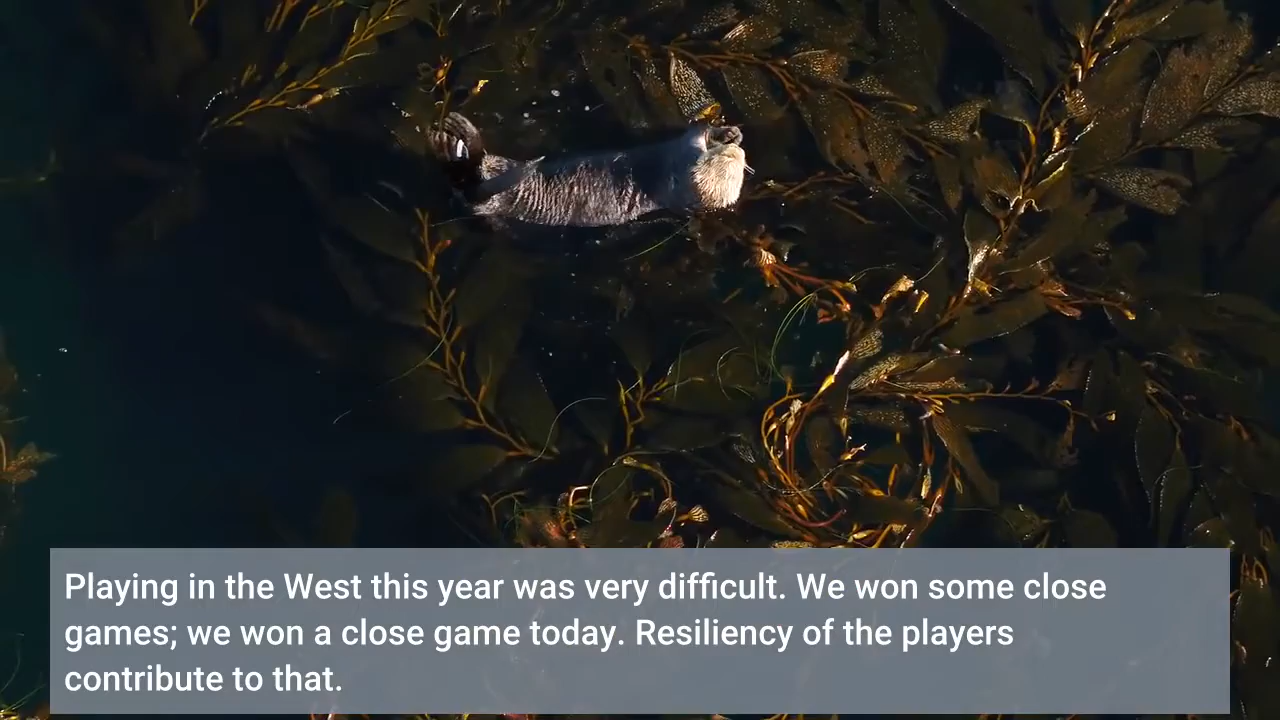 Playing in the West this year was very difficult. We won some close
games; we won a close game today. Resiliency of the players
contribute to that.